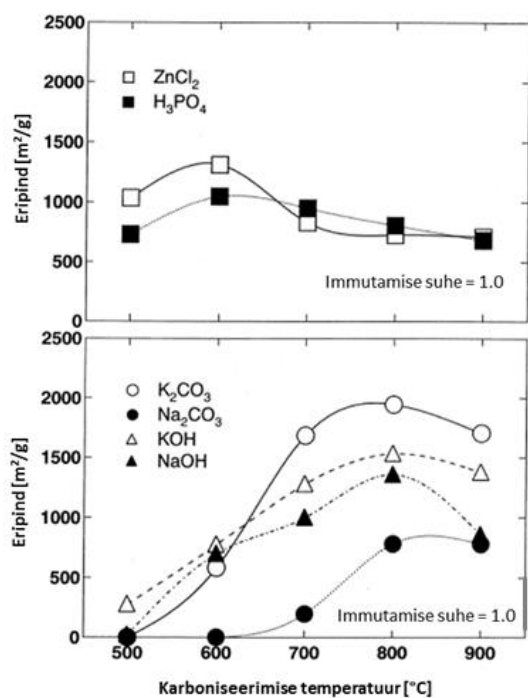 2500
2000
1500
1000
500
0
Eripind [m²/g]
ZnCl₂
H₃PO₄
Immutamise suhe = 1.0
2500
2000
1500
1000
500
0
Eripind [m²/g]
K₂CO₃
Na₂CO₃
KOH
NaOH
Immutamise suhe = 1.0
500 600 700 800 900
Karboniseerimise temperatuur [°C]